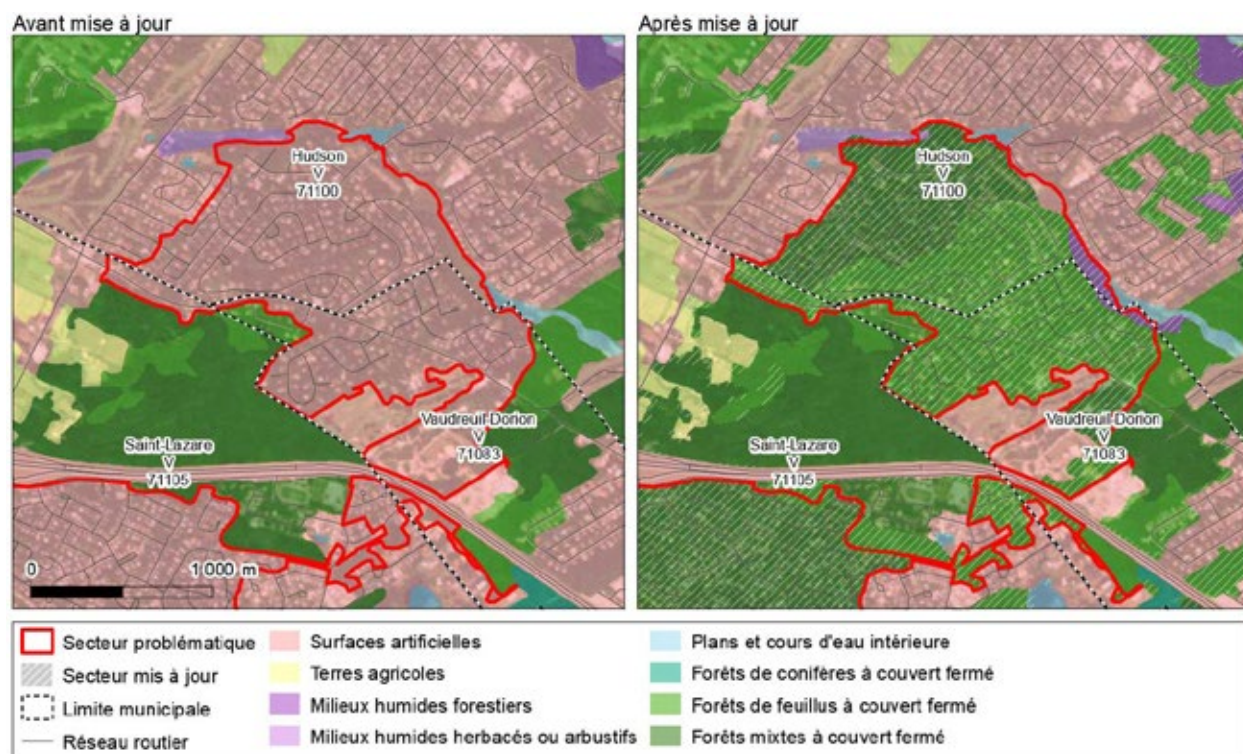 Avant mise à jour
Après mise à jour
Hudson
V
71100
Saint-Lazare
V
71105
Vaudreuil-Dorion
V
71083
0 1 000 m
Hudson
V
71100
Saint-Lazare
V
71105
Vaudreuil-Dorion
V
71083
Secteur problématique
Secteur mis à jour
Limite municipale
Réseau routier
Surfaces artificielles
Terres agricoles
Milieux humides forestiers
Milieux humides herbacés ou arbustifs
Plans et cours d'eau intérieure
Forêts de conifères à couvert fermé
Forêts de feuillus à couvert fermé
Forêts mixtes à couvert fermé